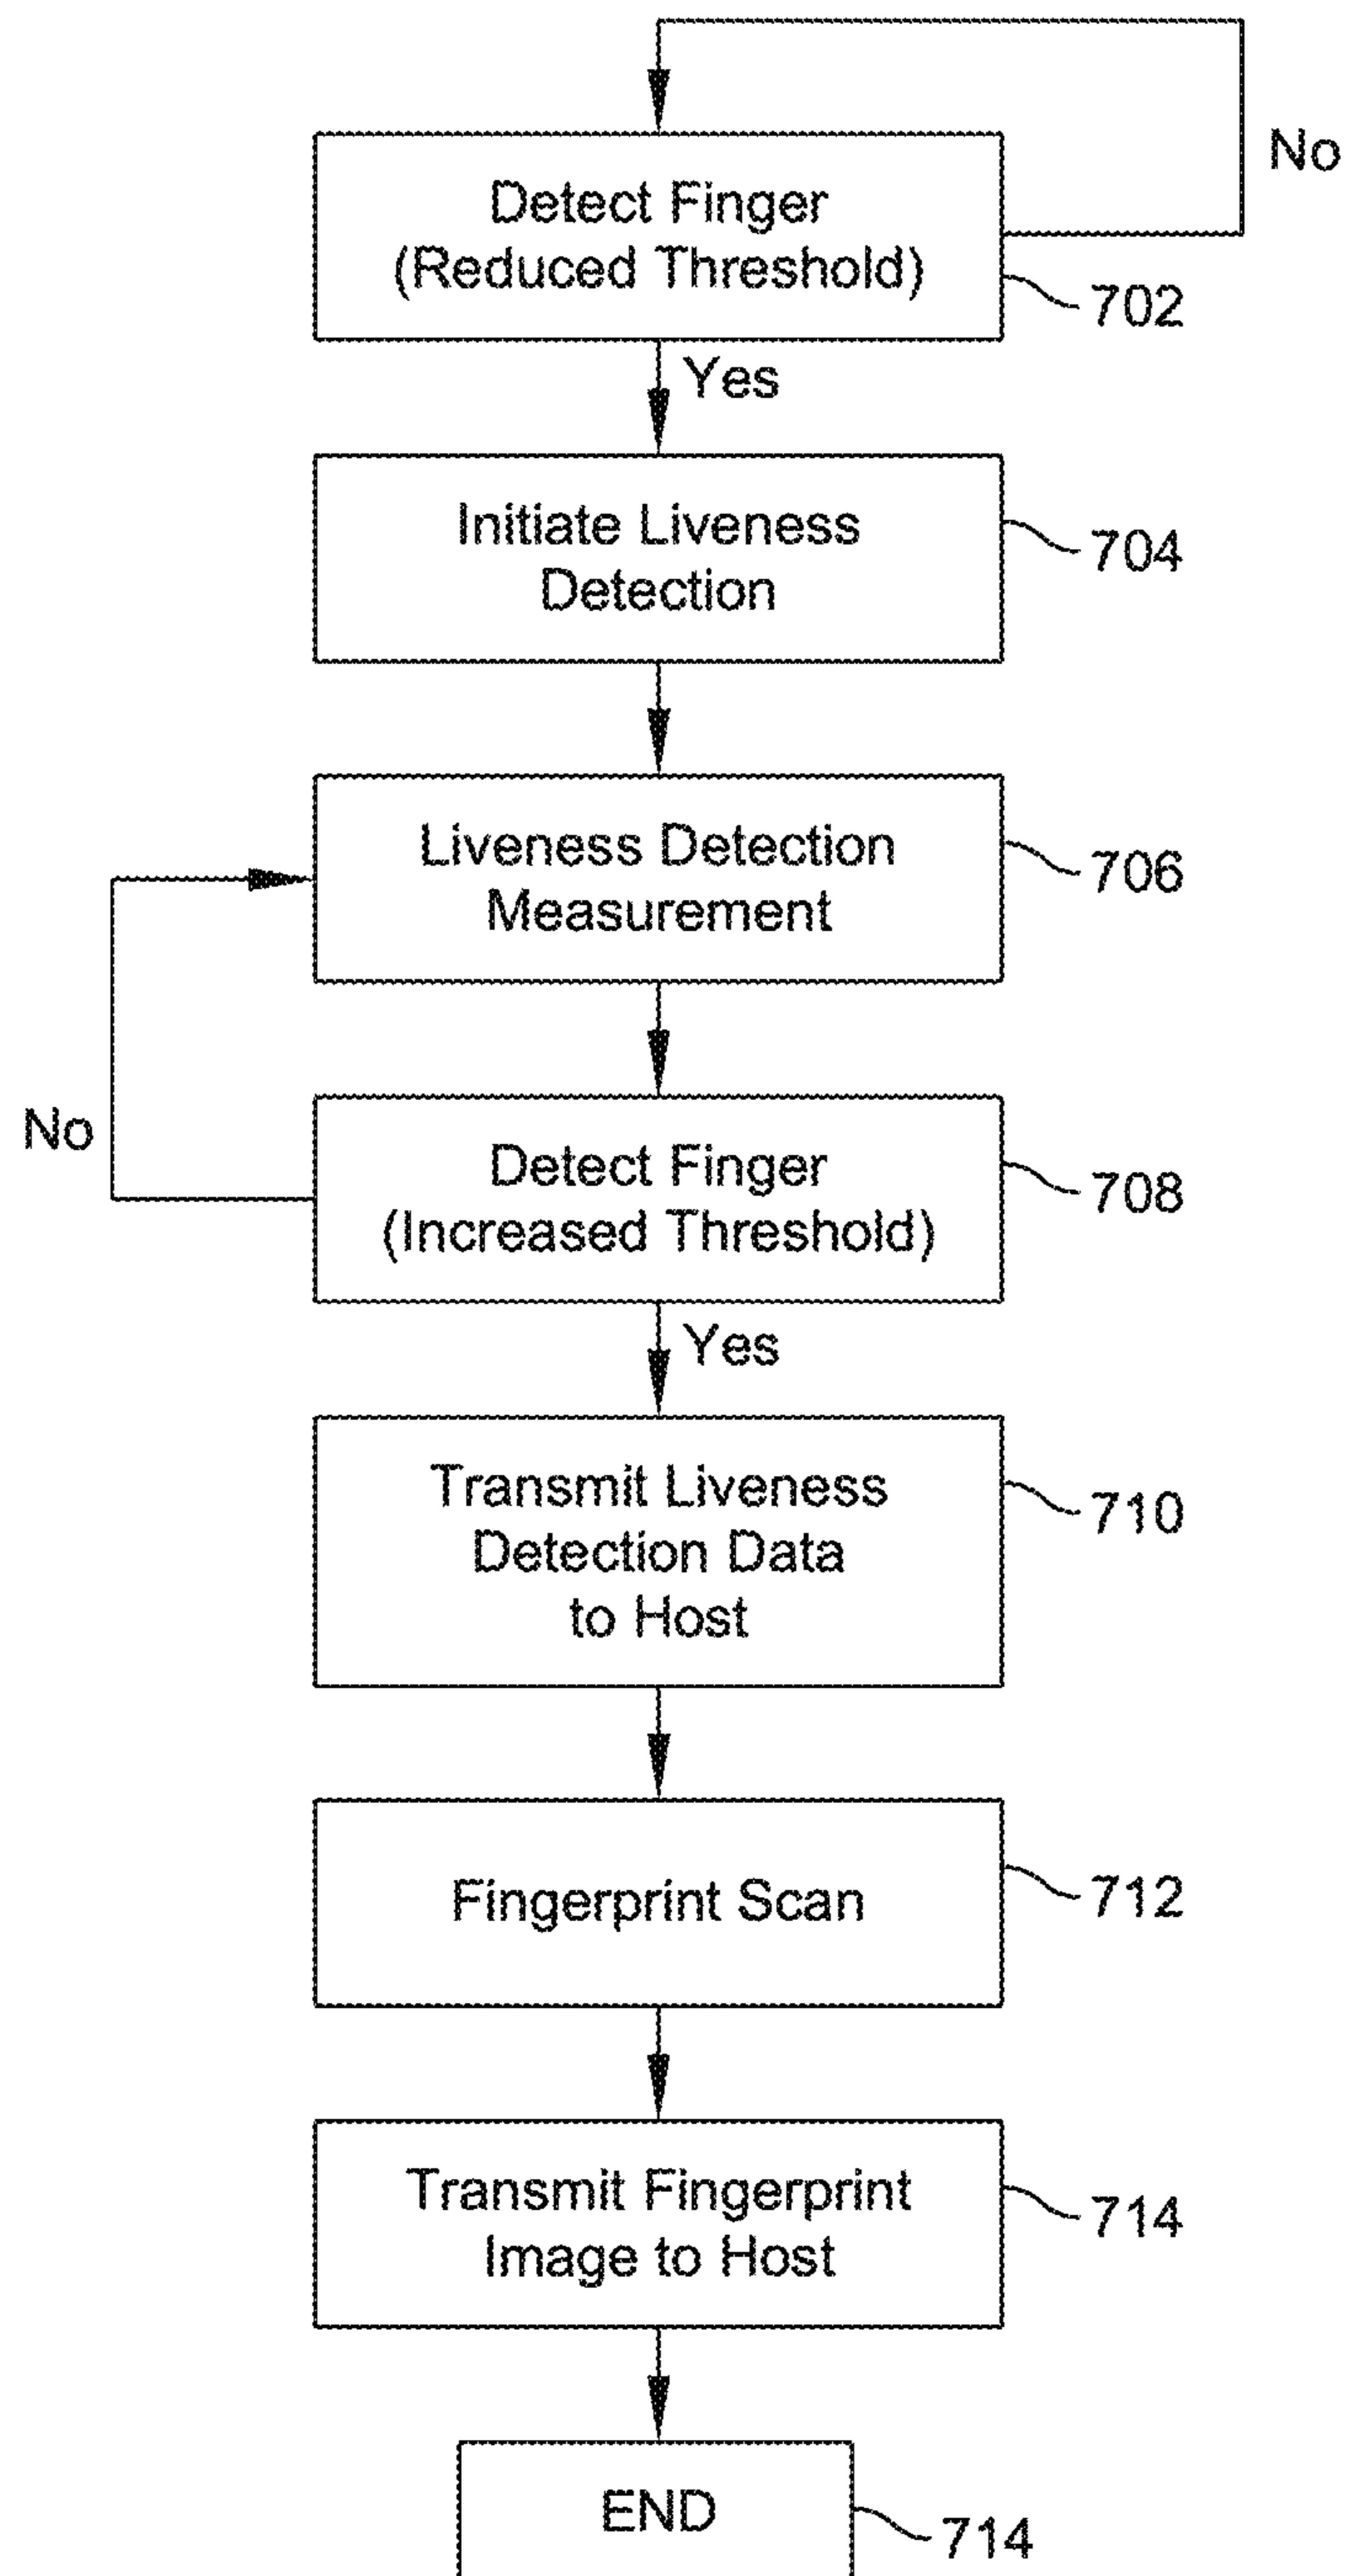 No
Detect Finger
(Reduced Threshold)
702
Yes
Initiate Liveness
Detection
704
Liveness Detection
Measurement
706
No
Detect Finger
(Increased Threshold)
708
Yes
Transmit Liveness
Detection Data
to Host
710
Fingerprint Scan
712
Transmit Fingerprint
Image to Host
714
END
714